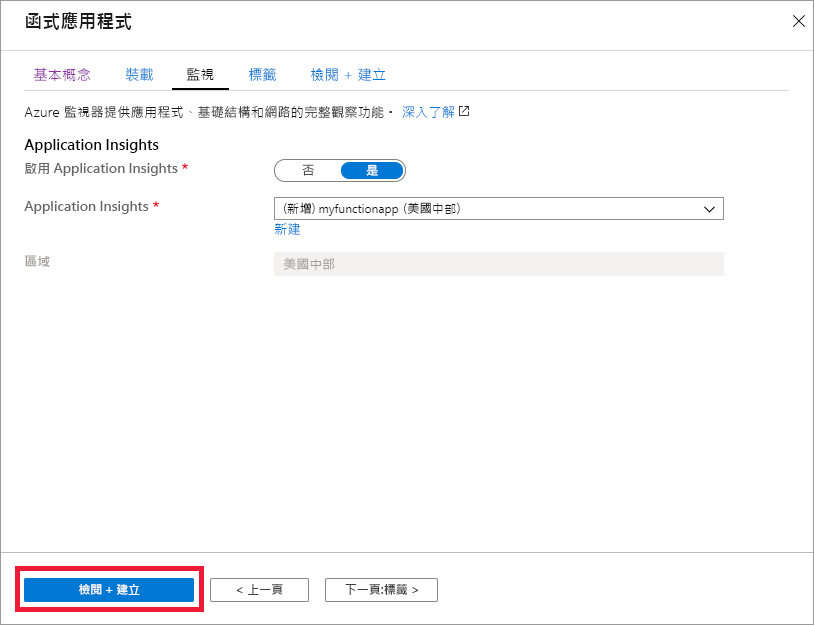 函式應用程式
基本概念 裝載 監視 標籤 檢閱 + 建立
Azure 監視器提供應用程式、基礎結構和網路的完整觀察功能。 深入了解
Application Insights
啟用 Application Insights * 否 是
Application Insights * (新增) myfunctionapp (美國中部)
新建
區域 美國中部
檢閱 + 建立 < 上一頁 下一頁:標籤 >